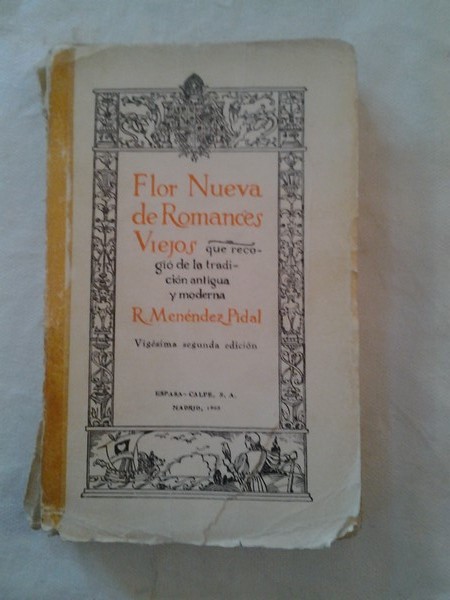 Flor Nueva
de Romances
Viejos que reco-
gió de la tradi-
ción antigua
y moderna
R. Menéndez Pidal
Vigésima segunda edición
ESPASA-CALPE, S. A.
MADRID,